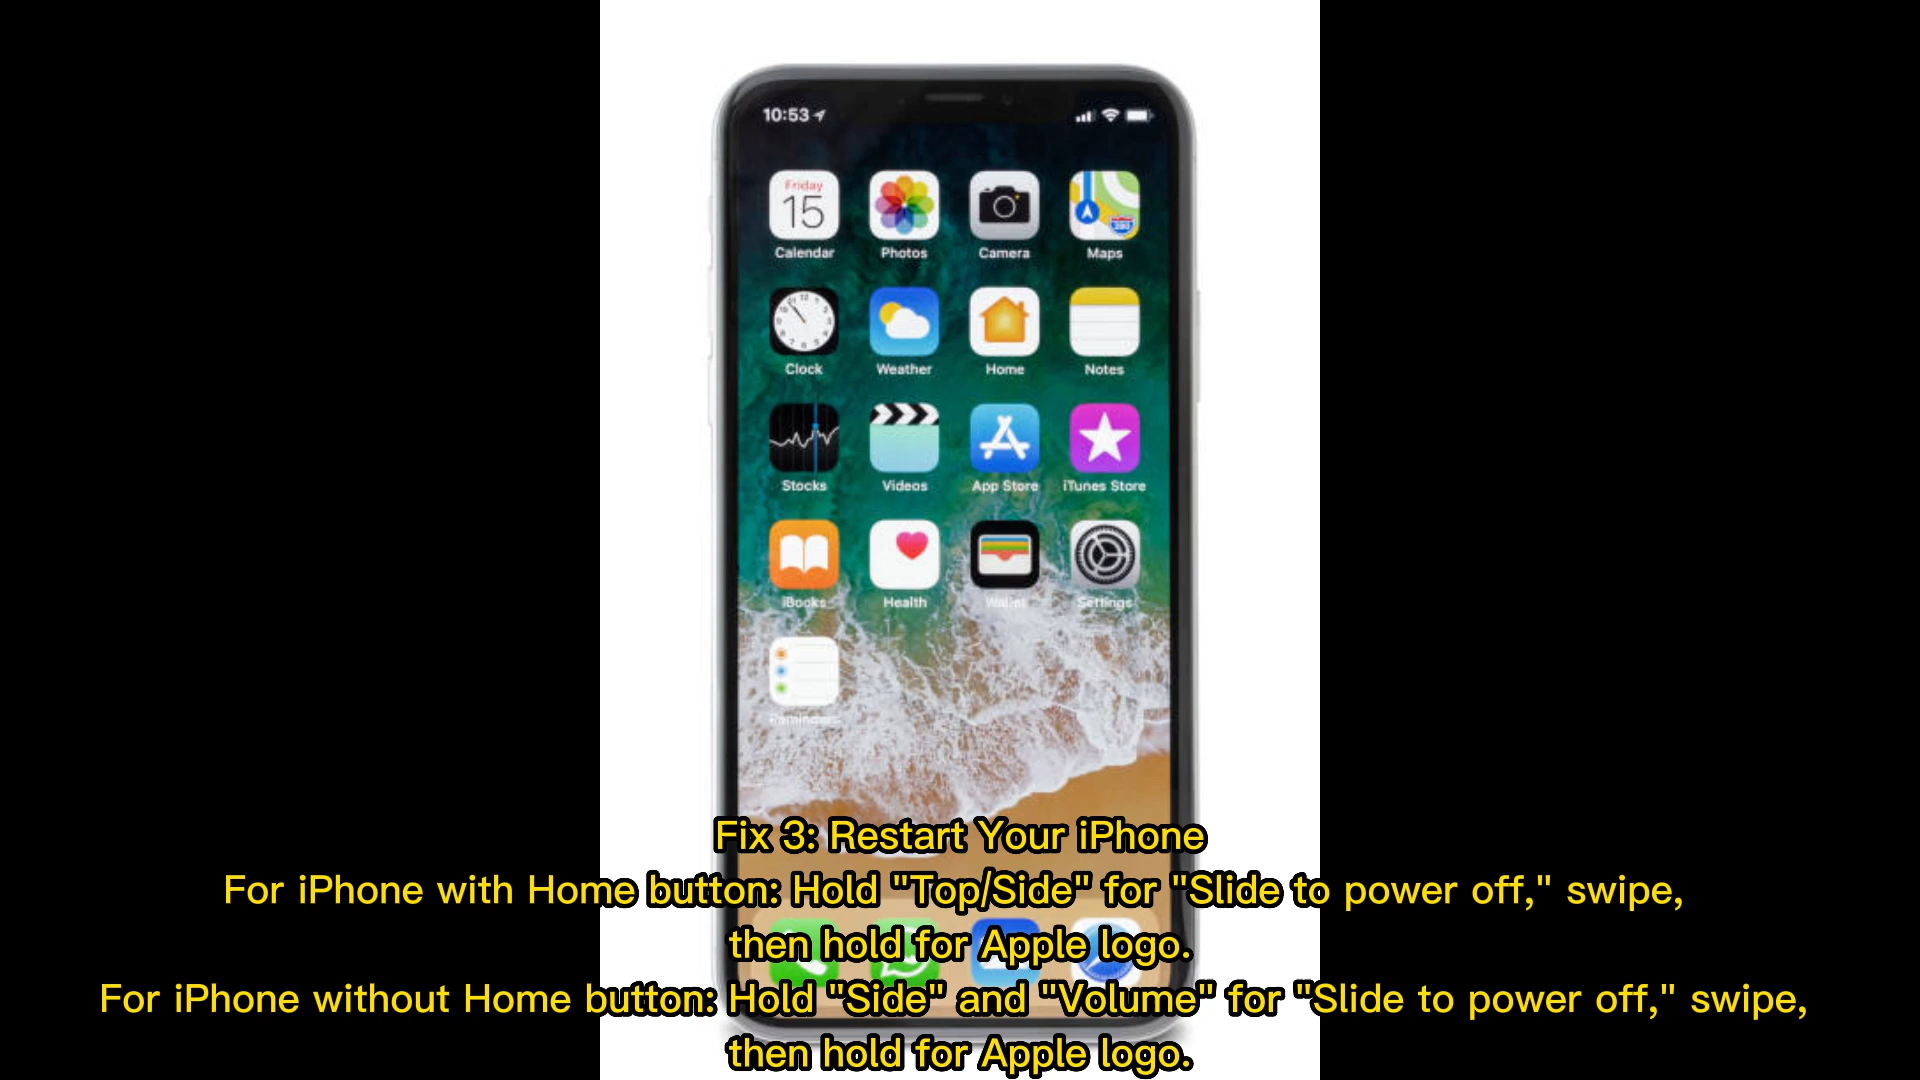 10:53
Friday
15
Calendar
Photos
Camera
Maps
280
Clock
Weather
Home
Notes
Stocks
Videos
App Store
iTunes Store
iBooks
Health
Wallet
Settings
Reminders
Fix 3: Restart Your iPhone
For iPhone with Home button: Hold "Top/Side" for "Slide to power off," swipe,
then hold for Apple logo.
For iPhone without Home button: Hold "Side" and "Volume" for "Slide to power off," swipe,
then hold for Apple logo.